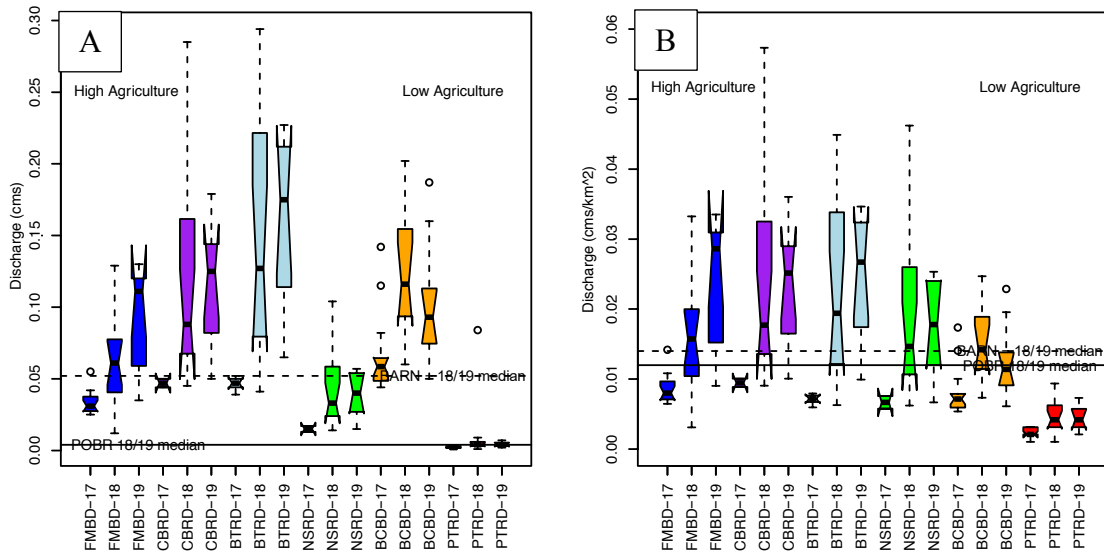 A
High Agriculture
Low Agriculture
Discharge (cms)
0.30
0.25
0.20
0.15
0.10
0.05
0.00
BARN - 18/19 median
POBR 18/19 median
FMBD-17
FMBD-18
FMBD-19
CBRD-17
CBRD-18
CBRD-19
BTRD-17
BTRD-18
BTRD-19
NSRD-17
NSRD-18
NSRD-19
BCBD-17
BCBD-18
BCBD-19
PTRD-17
PTRD-18
PTRD-19
B
High Agriculture
Low Agriculture
Discharge (cms/km^2)
0.06
0.05
0.04
0.03
0.02
0.01
0.00
BARN - 18/19 median
POBR 18/19 median
FMBD-17
FMBD-18
FMBD-19
CBRD-17
CBRD-18
CBRD-19
BTRD-17
BTRD-18
BTRD-19
NSRD-17
NSRD-18
NSRD-19
BCBD-17
BCBD-18
BCBD-19
PTRD-17
PTRD-18
PTRD-19